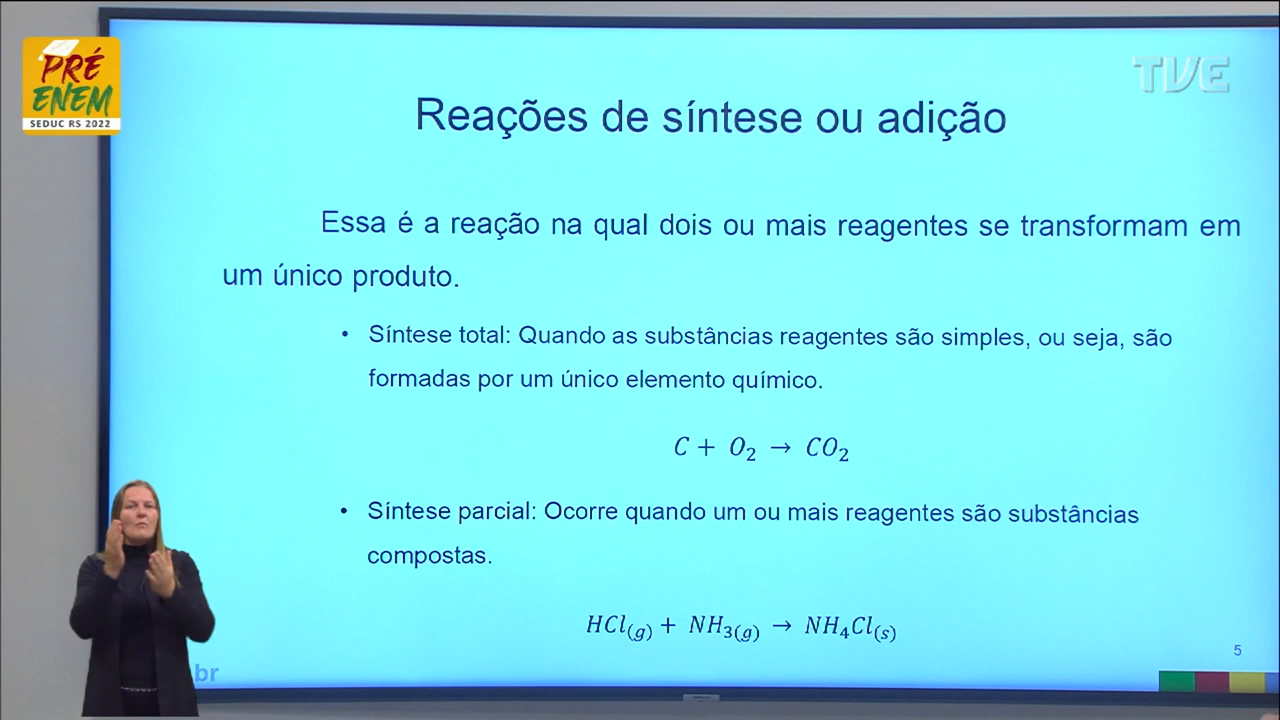 PRÉ
ENEM
SEDUC RS 2022
TVE
Reações de síntese ou adição
Essa é a reação na qual dois ou mais reagentes se transformam em
um único produto.
• Síntese total: Quando as substâncias reagentes são simples, ou seja, são
formadas por um único elemento químico.
C + O₂ → CO₂
• Síntese parcial: Ocorre quando um ou mais reagentes são substâncias
compostas.
HCl₍g₎ + NH₃₍g₎ → NH₄Cl₍s₎
5
br